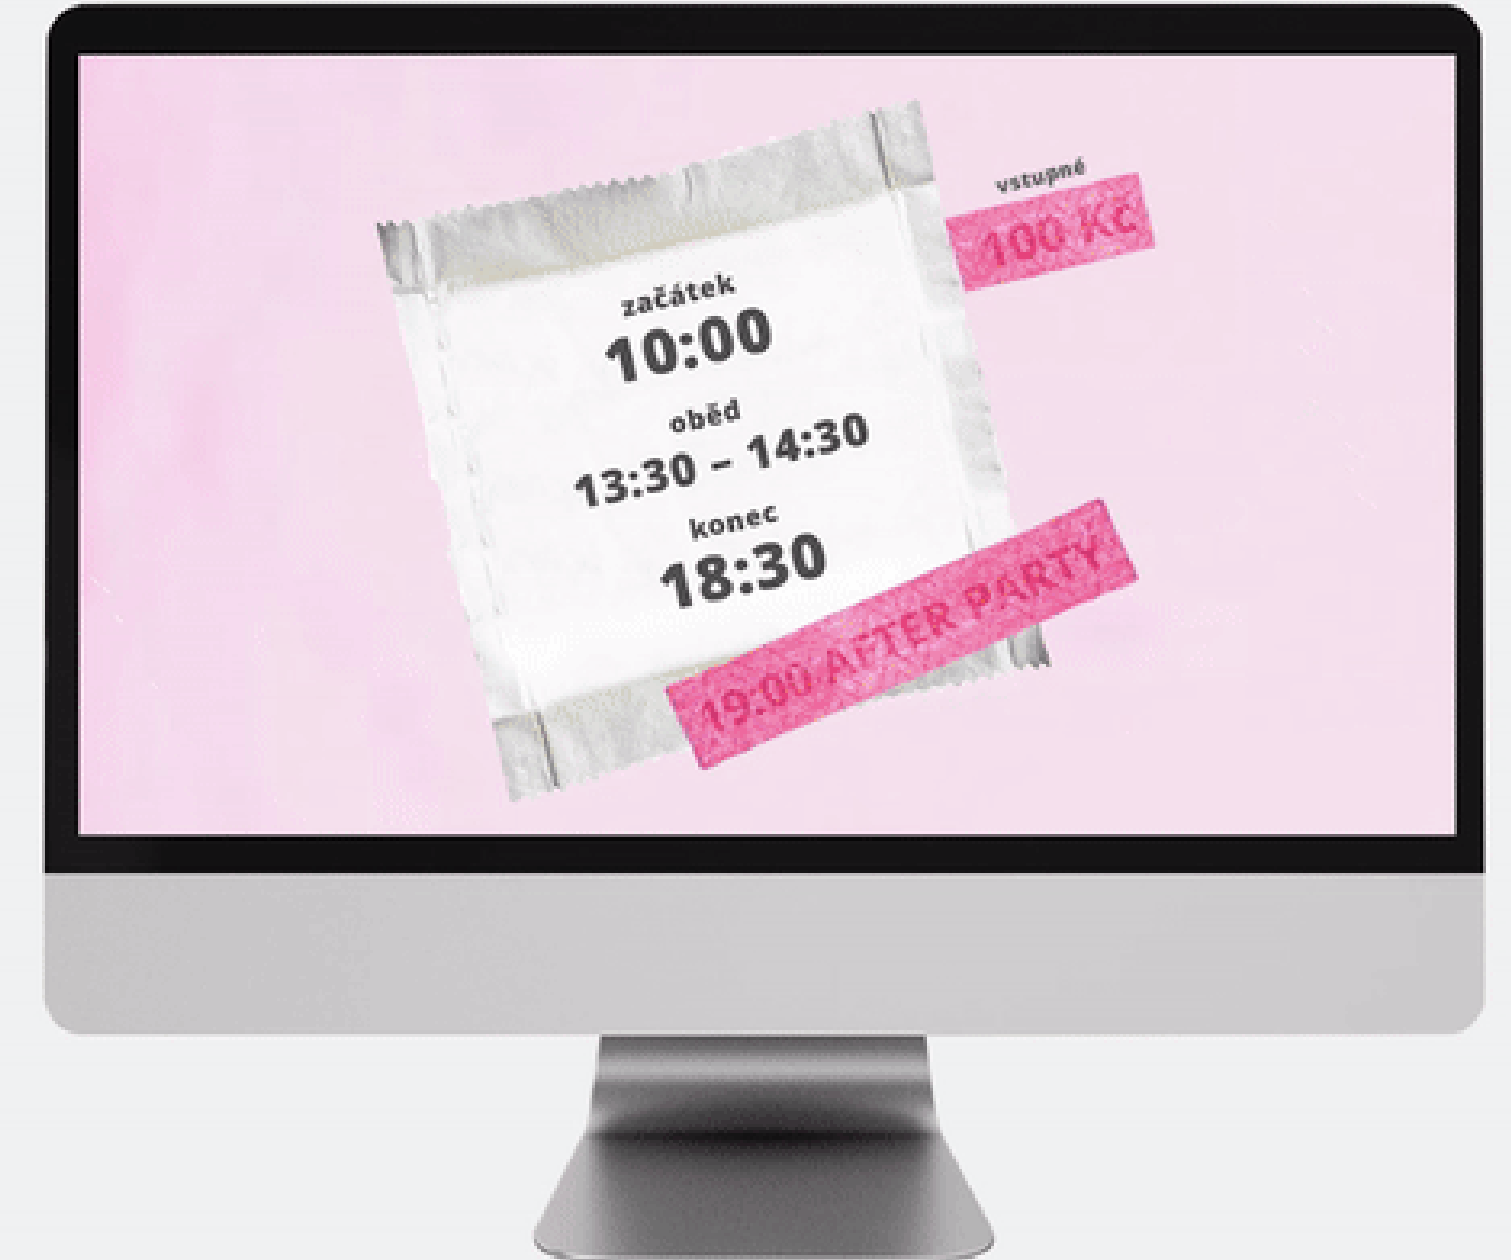 vstupné
100 Kč
začátek
10:00
oběd
13:30 – 14:30
konec
18:30
19:00 AFTER PARTY